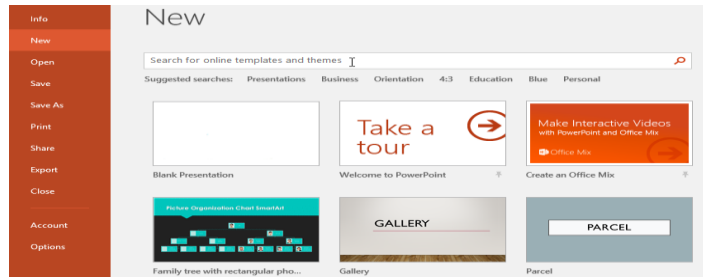 Info
New
Open
Save
Save As
Print
Share
Export
Close
Account
Options
New
Search for online templates and themes
Suggested searches: Presentations Business Orientation 4:3 Education Blue Personal
Take a
tour
Make Interactive Videos
with PowerPoint and Office Mix
Office Mix
Blank Presentation
Welcome to PowerPoint
Create an Office Mix
Picture Organization Chart SmartArt
GALLERY
PARCEL
Family tree with rectangular pho...
Gallery
Parcel